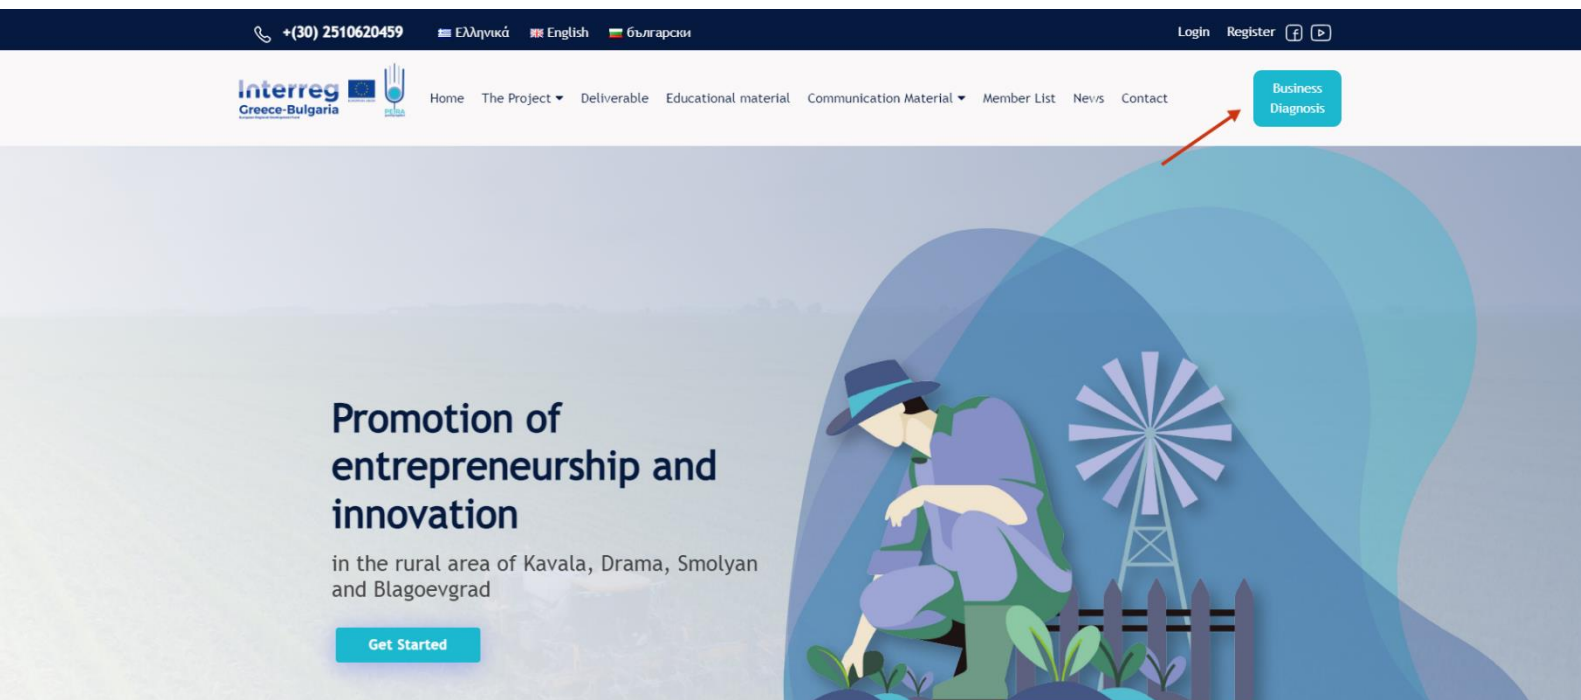 +(30) 2510620459 Ελληνικά English български Login Register
Interreg
Greece-Bulgaria
Home The Project Deliverable Educational material Communication Material Member List News Contact
Business
Diagnosis
Promotion of
entrepreneurship and
innovation
in the rural area of Kavala, Drama, Smolyan
and Blagoevgrad
Get Started